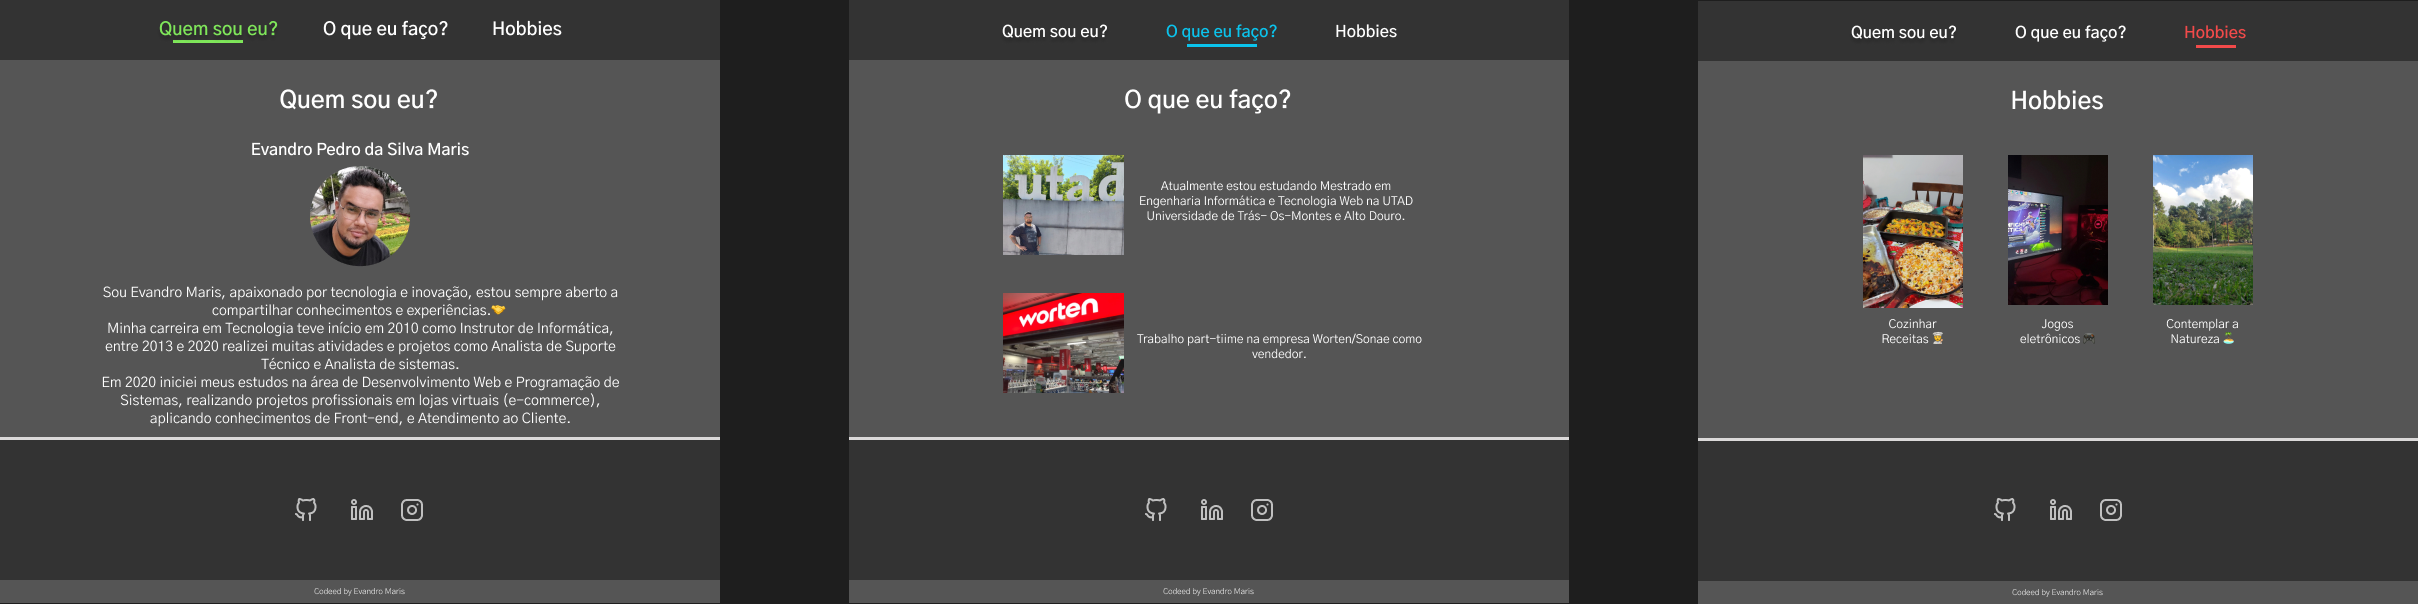 Quem sou eu? O que eu faço? Hobbies
Quem sou eu?
Evandro Pedro da Silva Maris
Sou Evandro Maris, apaixonado por tecnologia e inovação, estou sempre aberto a
compartilhar conhecimentos e experiências.🤝
Minha carreira em Tecnologia teve início em 2010 como Instrutor de Informática,
entre 2013 e 2020 realizei muitas atividades e projetos como Analista de Suporte
Técnico e Analista de sistemas.
Em 2020 iniciei meus estudos na área de Desenvolvimento Web e Programação de
Sistemas, realizando projetos profissionais em lojas virtuais (e-commerce),
aplicando conhecimentos de Front-end, e Atendimento ao Cliente.
Codeed by Evandro Maris
Quem sou eu? O que eu faço? Hobbies
O que eu faço?
utad
Atualmente estou estudando Mestrado em
Engenharia Informática e Tecnologia Web na UTAD
Universidade de Trás- Os-Montes e Alto Douro.
worten
Trabalho part-tiime na empresa Worten/Sonae como
vendedor.
Codeed by Evandro Maris
Quem sou eu? O que eu faço? Hobbies
Hobbies
Cozinhar
Receitas
Jogos
eletrônicos
Contemplar a
Natureza
Codeed by Evandro Maris